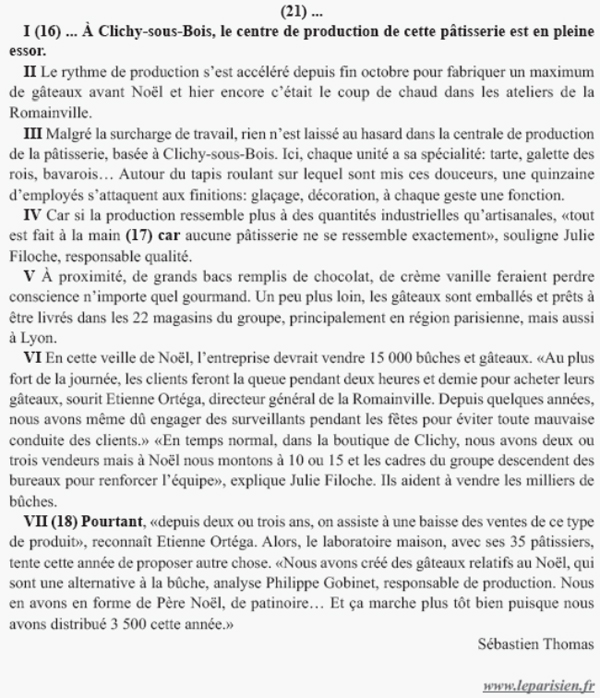 (21) ...
I (16) ... À Clichy-sous-Bois, le centre de production de cette pâtisserie est en pleine
essor.
II Le rythme de production s’est accéléré depuis fin octobre pour fabriquer un maximum
de gâteaux avant Noël et hier encore c’était le coup de chaud dans les ateliers de la
Romainville.
III Malgré la surcharge de travail, rien n’est laissé au hasard dans la centrale de production
de la pâtisserie, basée à Clichy-sous-Bois. Ici, chaque unité a sa spécialité: tarte, galette des
rois, bavarois… Autour du tapis roulant sur lequel sont mis ces douceurs, une quinzaine
d’employés s’attaquent aux finitions: glaçage, décoration, à chaque geste une fonction.
IV Car si la production ressemble plus à des quantités industrielles qu’artisanales, «tout
est fait à la main (17) car aucune pâtisserie ne se ressemble exactement», souligne Julie
Filoche, responsable qualité.
V À proximité, de grands bacs remplis de chocolat, de crème vanille feraient perdre
conscience n’importe quel gourmand. Un peu plus loin, les gâteaux sont emballés et prêts à
être livrés dans les 22 magasins du groupe, principalement en région parisienne, mais aussi
à Lyon.
VI En cette veille de Noël, l’entreprise devrait vendre 15 000 bûches et gâteaux. «Au plus
fort de la journée, les clients feront la queue pendant deux heures et demie pour acheter leurs
gâteaux, sourit Etienne Ortéga, directeur général de la Romainville. Depuis quelques années,
nous avons même dû engager des surveillants pendant les fêtes pour éviter toute mauvaise
conduite des clients.» «En temps normal, dans la boutique de Clichy, nous avons deux ou
trois vendeurs mais à Noël nous montons à 10 ou 15 et les cadres du groupe descendent des
bureaux pour renforcer l’équipe», explique Julie Filoche. Ils aident à vendre les milliers de
bûches.
VII (18) Pourtant, «depuis deux ou trois ans, on assiste à une baisse des ventes de ce type
de produit», reconnaît Etienne Ortéga. Alors, le laboratoire maison, avec ses 35 pâtissiers,
tente cette année de proposer autre chose. «Nous avons créé des gâteaux relatifs au Noël, qui
sont une alternative à la bûche, analyse Philippe Gobinet, responsable de production. Nous
en avons en forme de Père Noël, de patinoire… Et ça marche plus tôt bien puisque nous
avons distribué 3 500 cette année.»
Sébastien Thomas
www.leparisien.fr